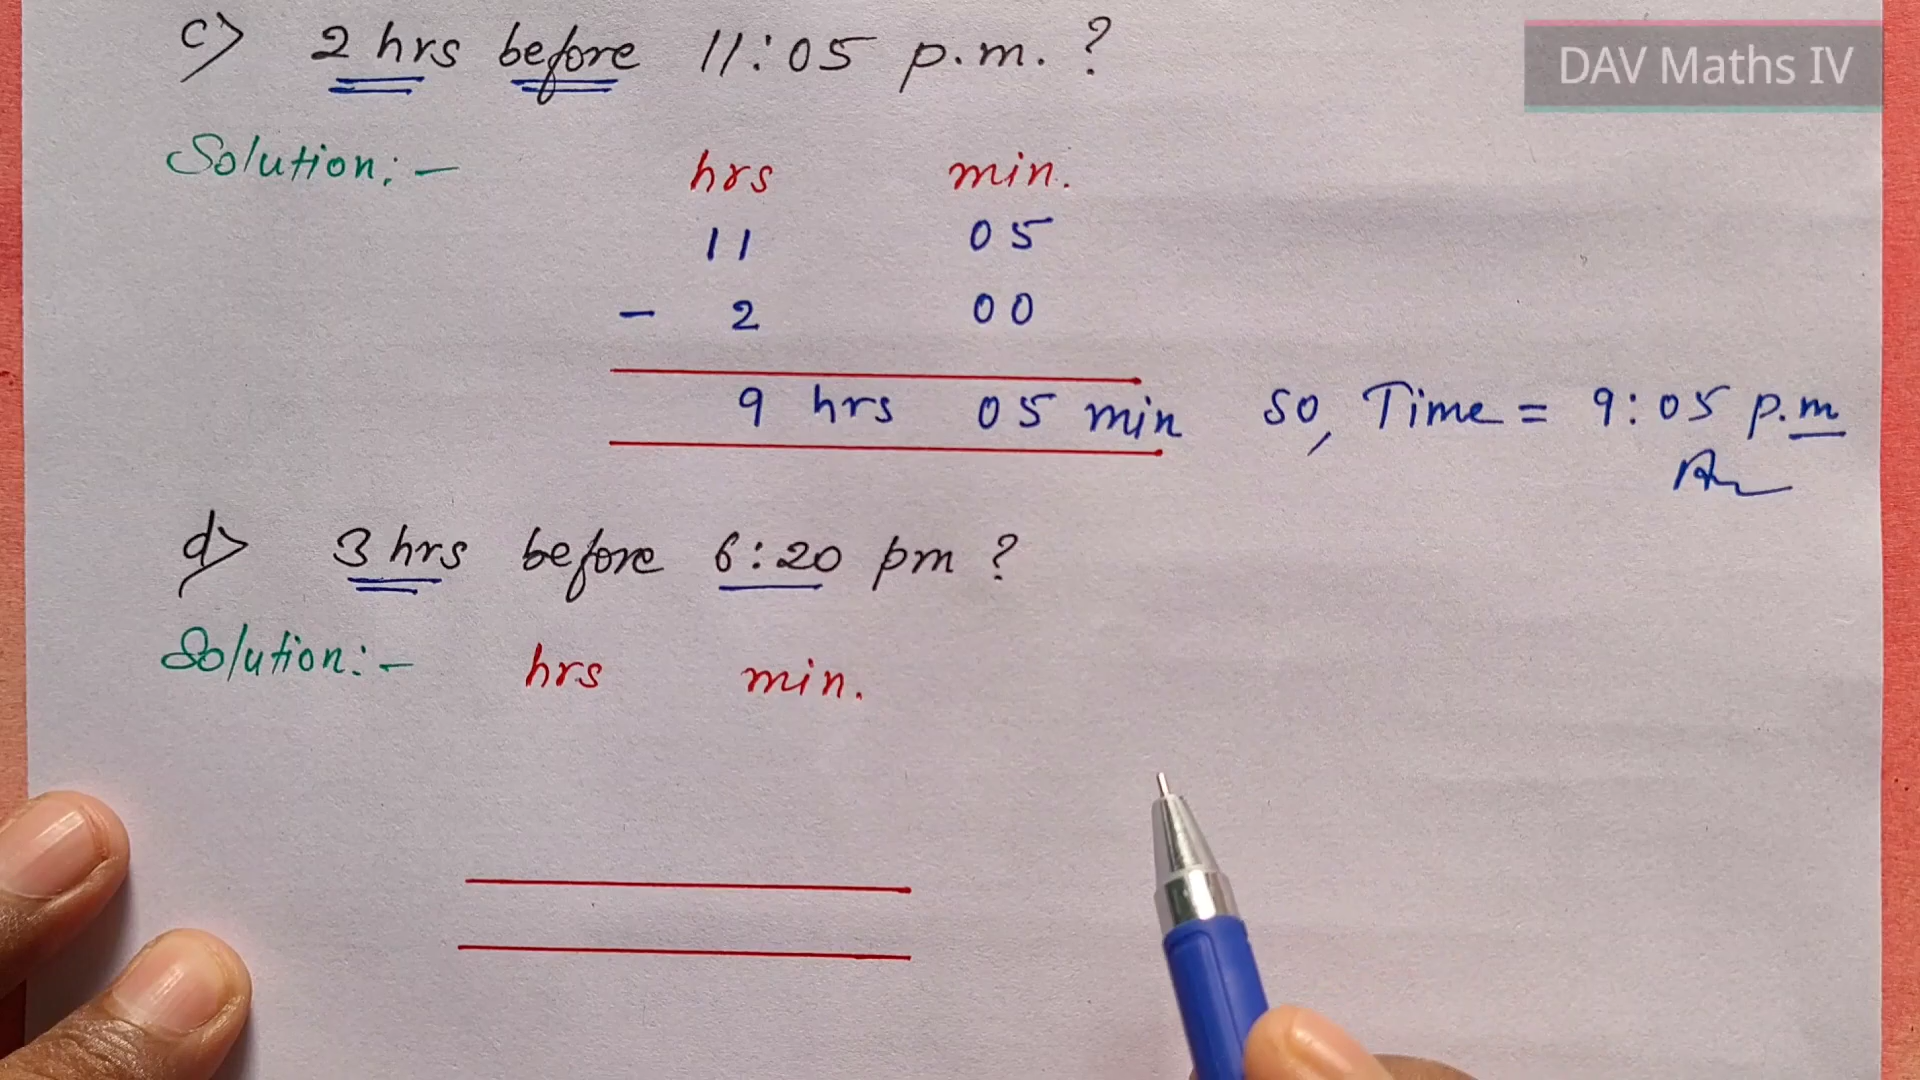 DAV Maths IV
c> 2 hrs before 11:05 p.m. ?
Solution:- hrs min.
11 05
- 2 00
9 hrs 05 min so, Time = 9:05 p.m
d> 3 hrs before 6:20 pm ?
Solution:- hrs min.